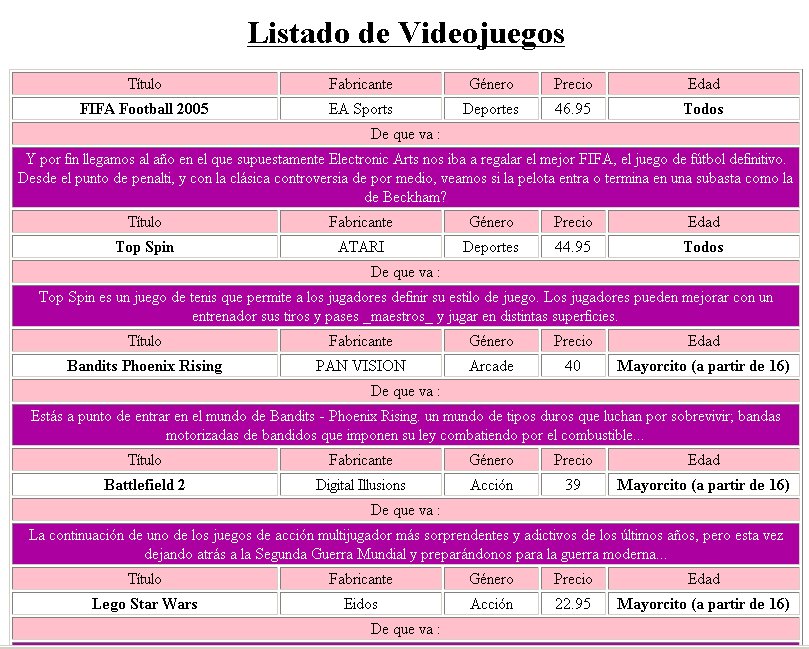 Listado de Videojuegos
Título Fabricante Género Precio Edad
FIFA Football 2005 EA Sports Deportes 46.95 Todos
De que va :
Y por fin llegamos al año en el que supuestamente Electronic Arts nos iba a regalar el mejor FIFA, el juego de fútbol definitivo.
Desde el punto de penalti, y con la clásica controversia de por medio, veamos si la pelota entra o termina en una subasta como la
de Beckham?
Título Fabricante Género Precio Edad
Top Spin ATARI Deportes 44.95 Todos
De que va :
Top Spin es un juego de tenis que permite a los jugadores definir su estilo de juego. Los jugadores pueden mejorar con un
entrenador sus tiros y pases _maestros_ y jugar en distintas superficies.
Título Fabricante Género Precio Edad
Bandits Phoenix Rising PAN VISION Arcade 40 Mayorcito (a partir de 16)
De que va :
Estás a punto de entrar en el mundo de Bandits - Phoenix Rising. un mundo de tipos duros que luchan por sobrevivir; bandas
motorizadas de bandidos que imponen su ley combatiendo por el combustible...
Título Fabricante Género Precio Edad
Battlefield 2 Digital Illusions Acción 39 Mayorcito (a partir de 16)
De que va :
La continuación de uno de los juegos de acción multijugador más sorprendentes y adictivos de los últimos años, pero esta vez
dejando atrás a la Segunda Guerra Mundial y preparándonos para la guerra moderna...
Título Fabricante Género Precio Edad
Lego Star Wars Eidos Acción 22.95 Mayorcito (a partir de 16)
De que va :